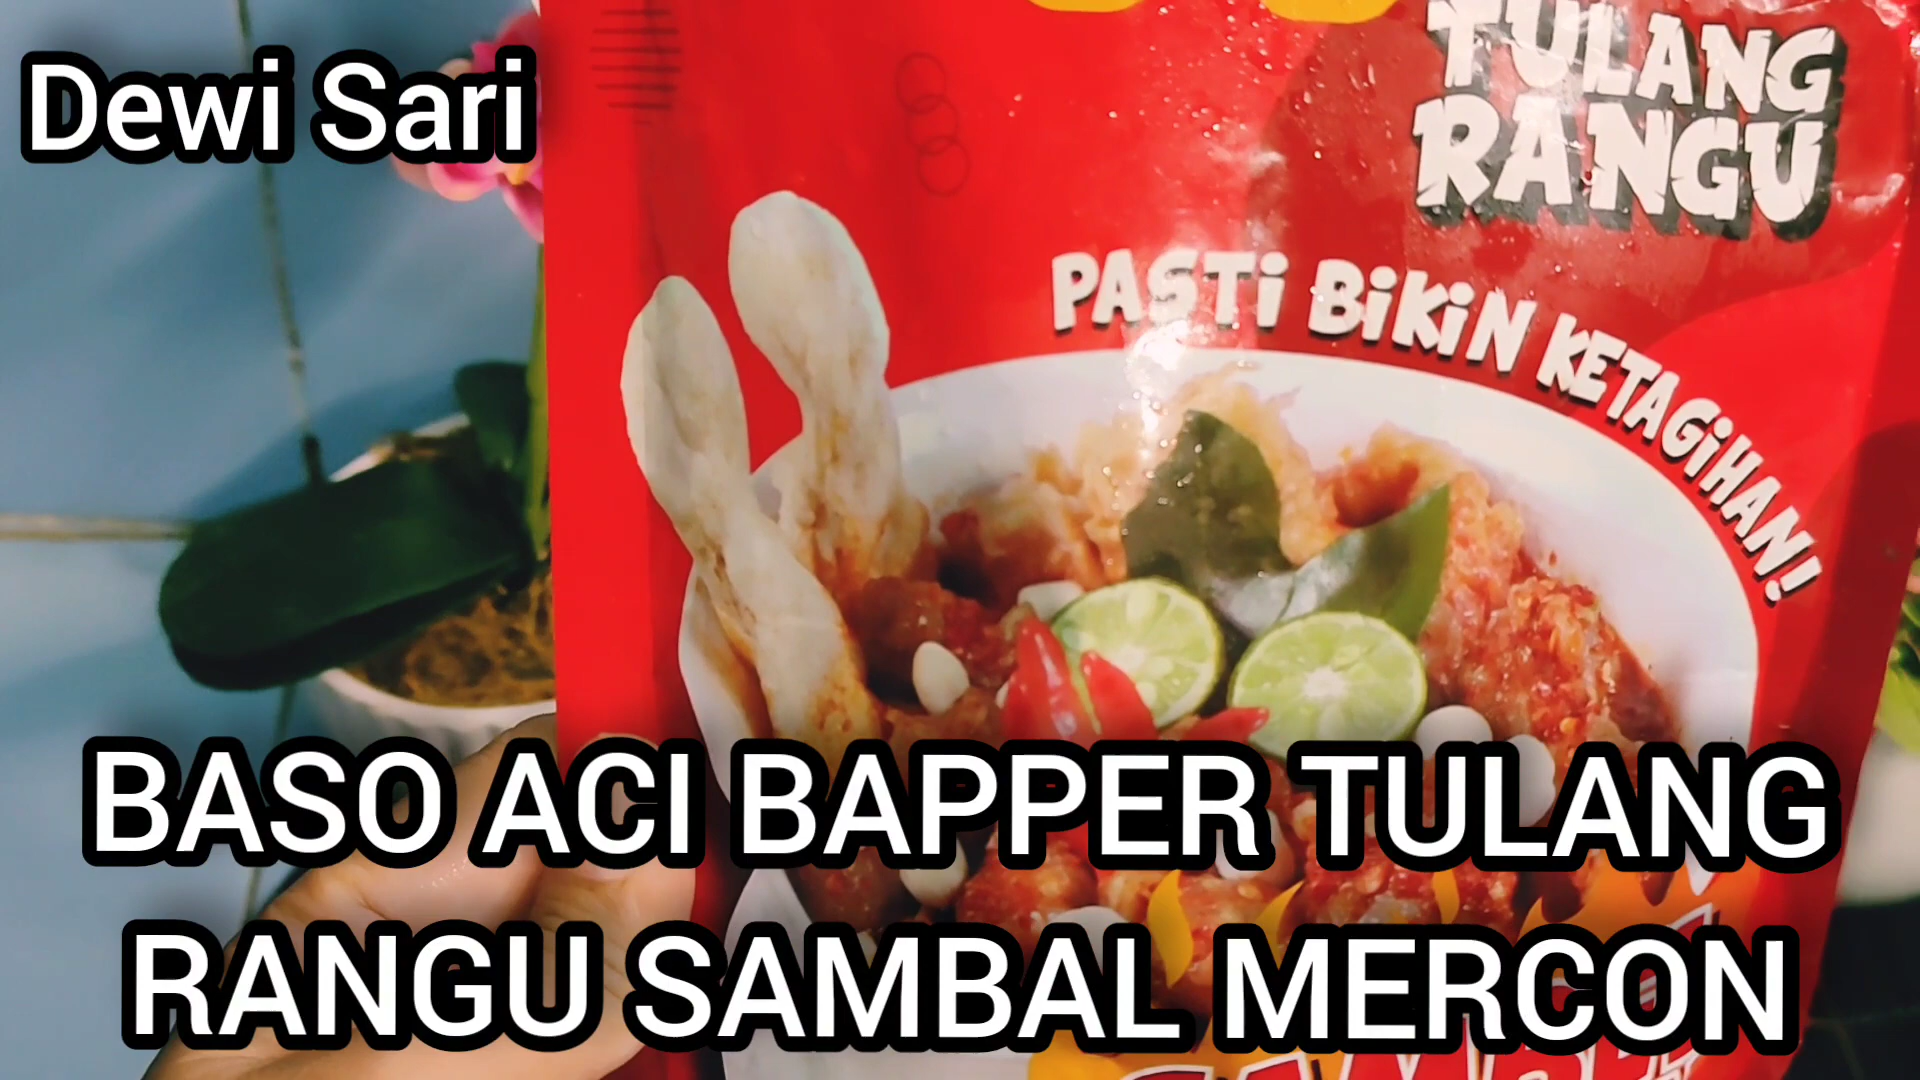 Dewi Sari
TULANG
RANGU
PASTi BiKiN KETAGiHAN!
BASO ACI BAPPER TULANG
RANGU SAMBAL MERCON